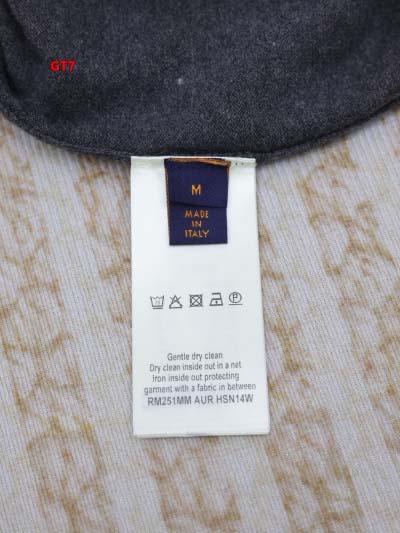 GT7
M
MADE
IN
ITALY
Gentle dry clean
Dry clean inside out in a net
Iron inside out protecting
garment with a fabric in between
RM251MM AUR HSN14W